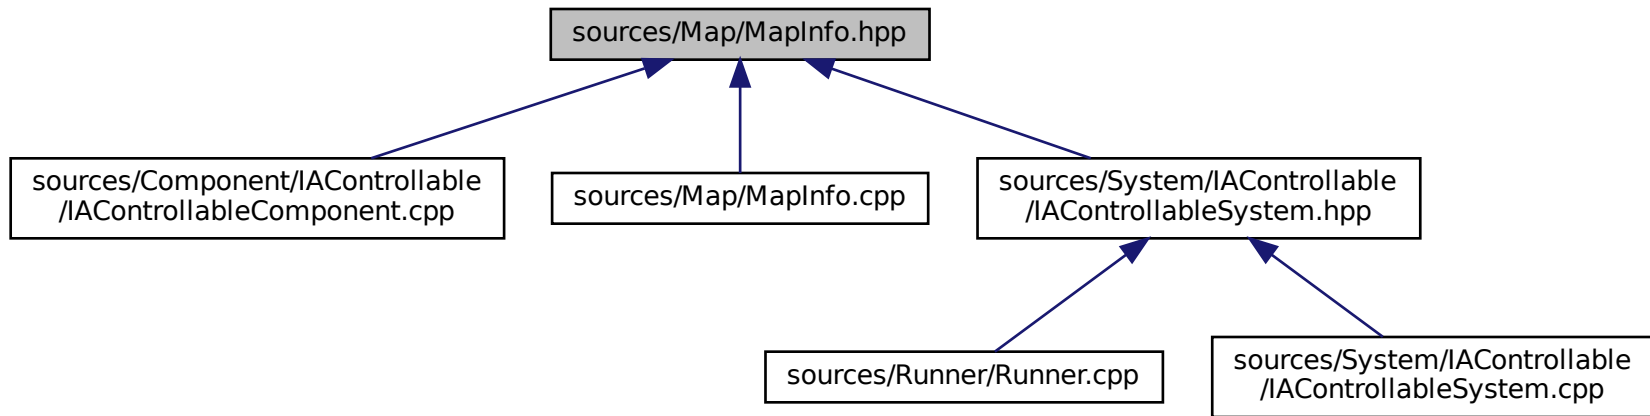 sources/Map/MapInfo.hpp
sources/Component/IAControllable
/IAControllableComponent.cpp
sources/Map/MapInfo.cpp
sources/System/IAControllable
/IAControllableSystem.hpp
sources/Runner/Runner.cpp
sources/System/IAControllable
/IAControllableSystem.cpp